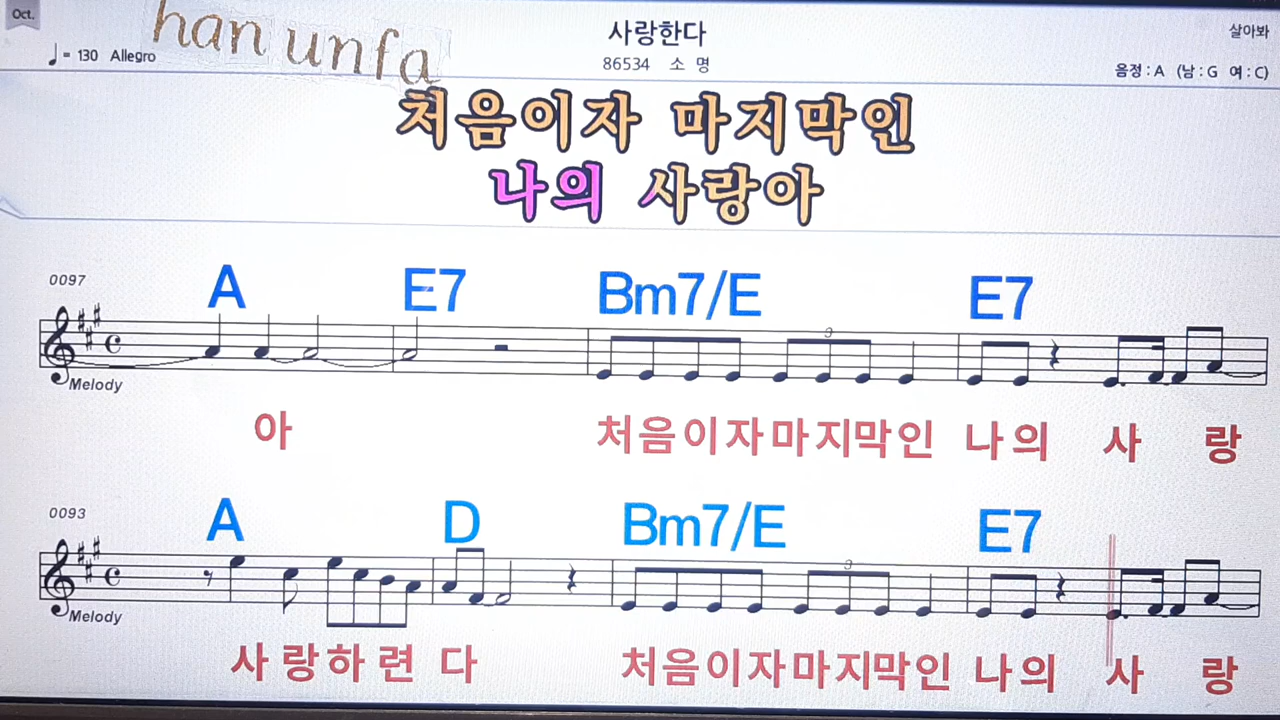 Oct.
han unfa
사랑한다
살아봐
♩= 130 Allegro
86534 소 명
음정 : A (남 : G 여 : C)
처음이자 마지막인
나의 사랑아
0097
A E7 Bm7/E E7
3
Melody
아 처음이자마지막인 나의 사 랑
0093
A D Bm7/E E7
3
Melody
사랑하련다 처음이자마지막인 나의 사 랑